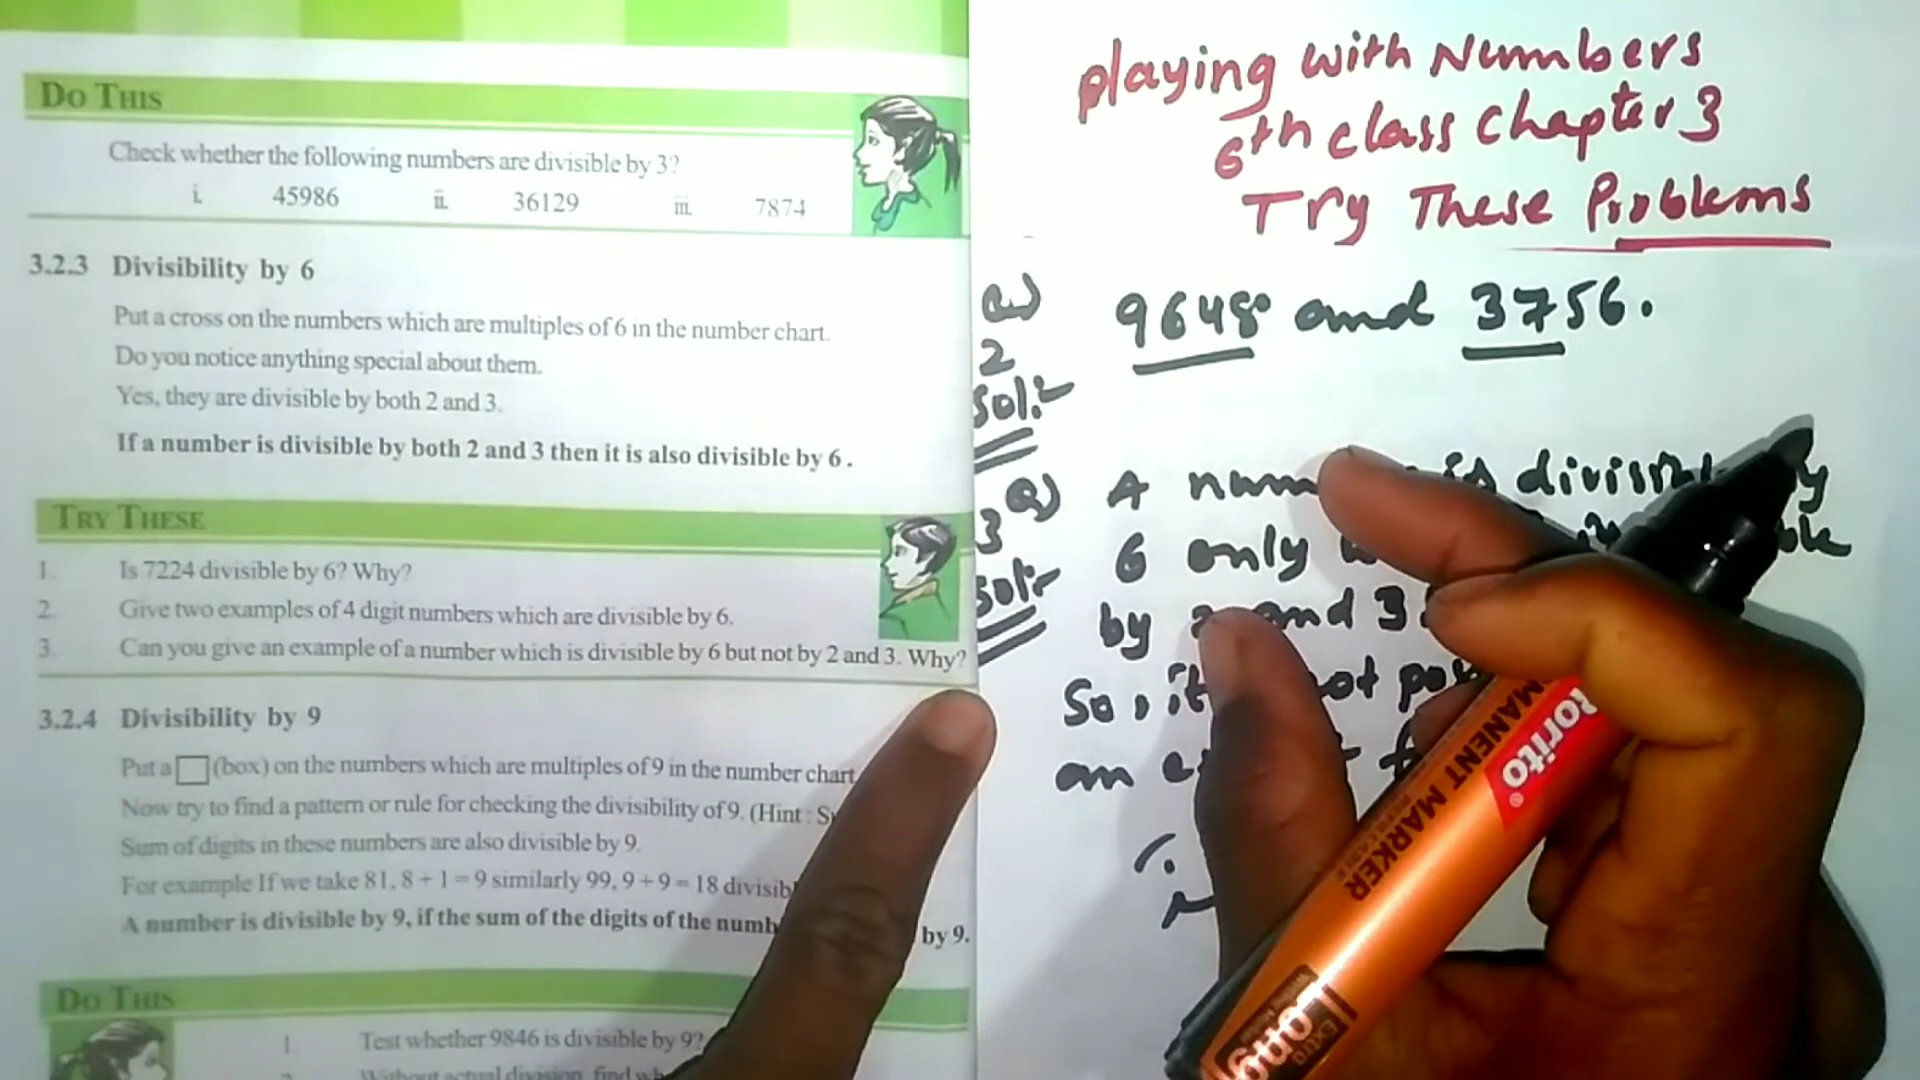 DO THIS
Check whether the following numbers are divisible by 3?
i. 45986 ii. 36129 iii. 7874
3.2.3 Divisibility by 6
Put a cross on the numbers which are multiples of 6 in the number chart.
Do you notice anything special about them.
Yes, they are divisible by both 2 and 3.
If a number is divisible by both 2 and 3 then it is also divisible by 6 .
TRY THESE
1. Is 7224 divisible by 6? Why?
2. Give two examples of 4 digit numbers which are divisible by 6.
3. Can you give an example of a number which is divisible by 6 but not by 2 and 3. Why?
3.2.4 Divisibility by 9
Put a (box) on the numbers which are multiples of 9 in the number chart
Now try to find a pattern or rule for checking the divisibility of 9. (Hint :
Sum of digits in these numbers are also divisible by 9.
For example If we take 81, 8 + 1 = 9 similarly 99, 9 + 9 = 18
A number is divisible by 9, if the sum of the digits of the by 9.
DO THIS
1. Test whether 9846 is divisible by 9?
Without actual division, find
playing with Numbers
6th class chapter 3
Try These Problems
2
9648 and 3756.
Sol:-
3 A is
6 only
Sol:- by and 3
So, it
an
Rorito
MANENT MARKER